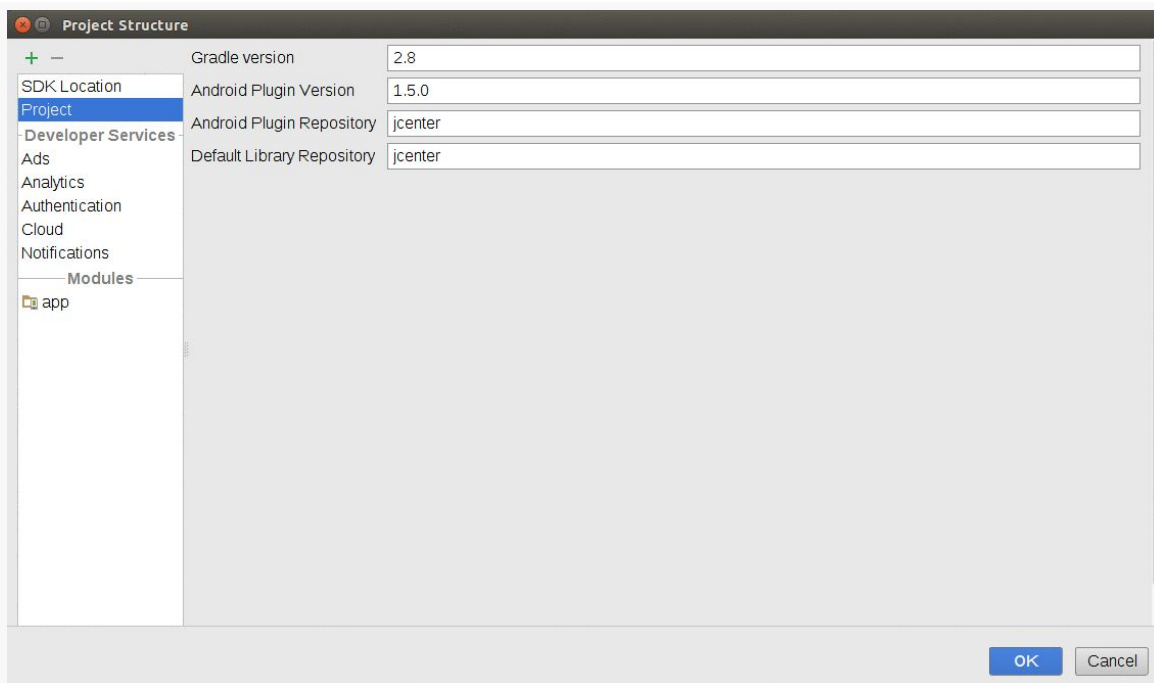 Project Structure
Gradle version 2.8
SDK Location
Android Plugin Version 1.5.0
Project
Android Plugin Repository jcenter
Developer Services
Default Library Repository jcenter
Ads
Analytics
Authentication
Cloud
Notifications
Modules
app
OK Cancel